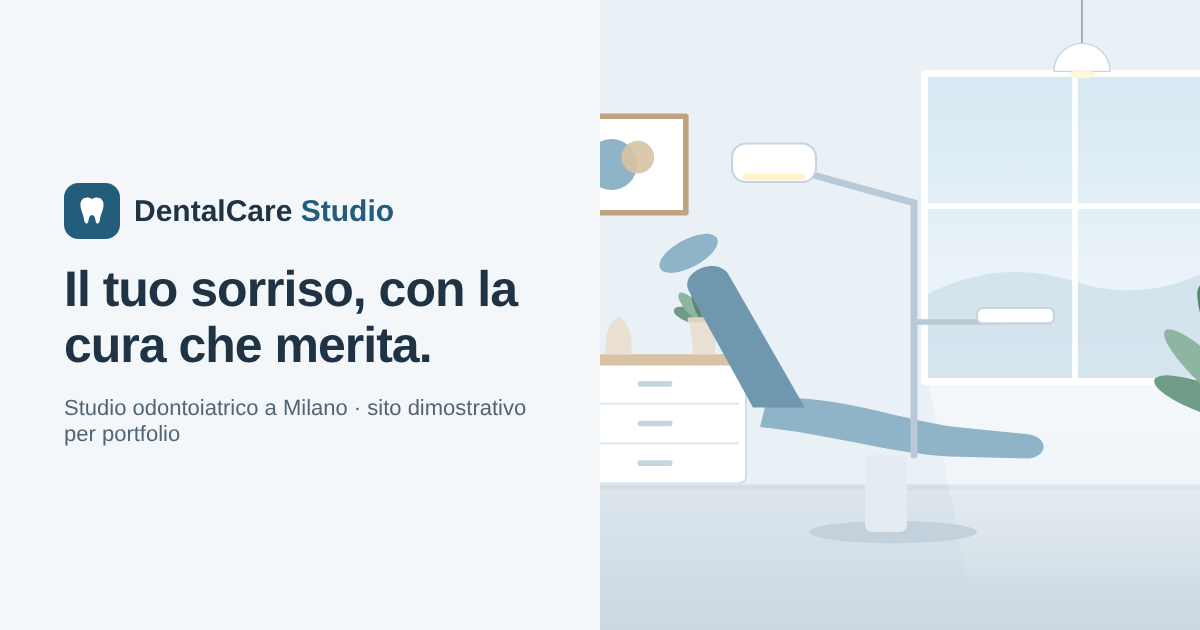 DentalCare Studio
Il tuo sorriso, con la
cura che merita.
Studio odontoiatrico a Milano · sito dimostrativo
per portfolio